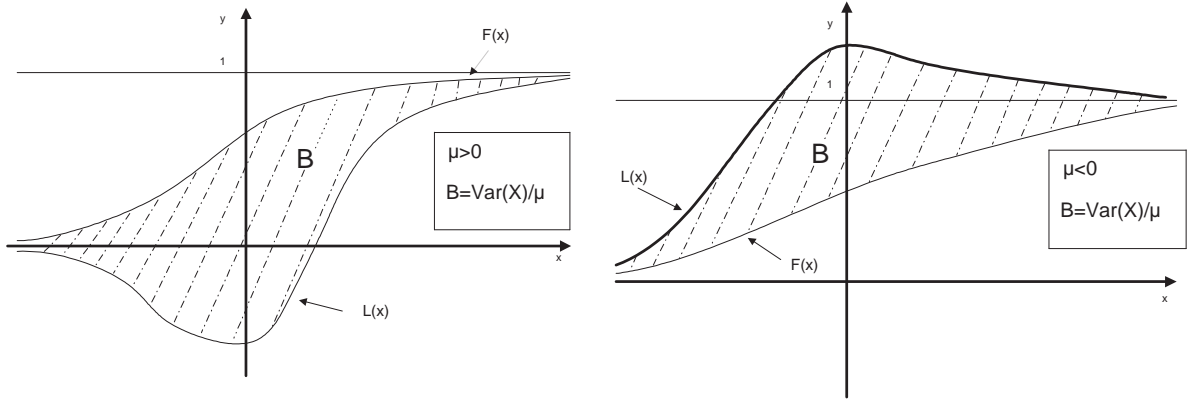 y
F(x)
1
B
μ>0
B=Var(X)/μ
x
L(x)
y
1
B
L(x)
μ<0
B=Var(X)/μ
F(x)
x